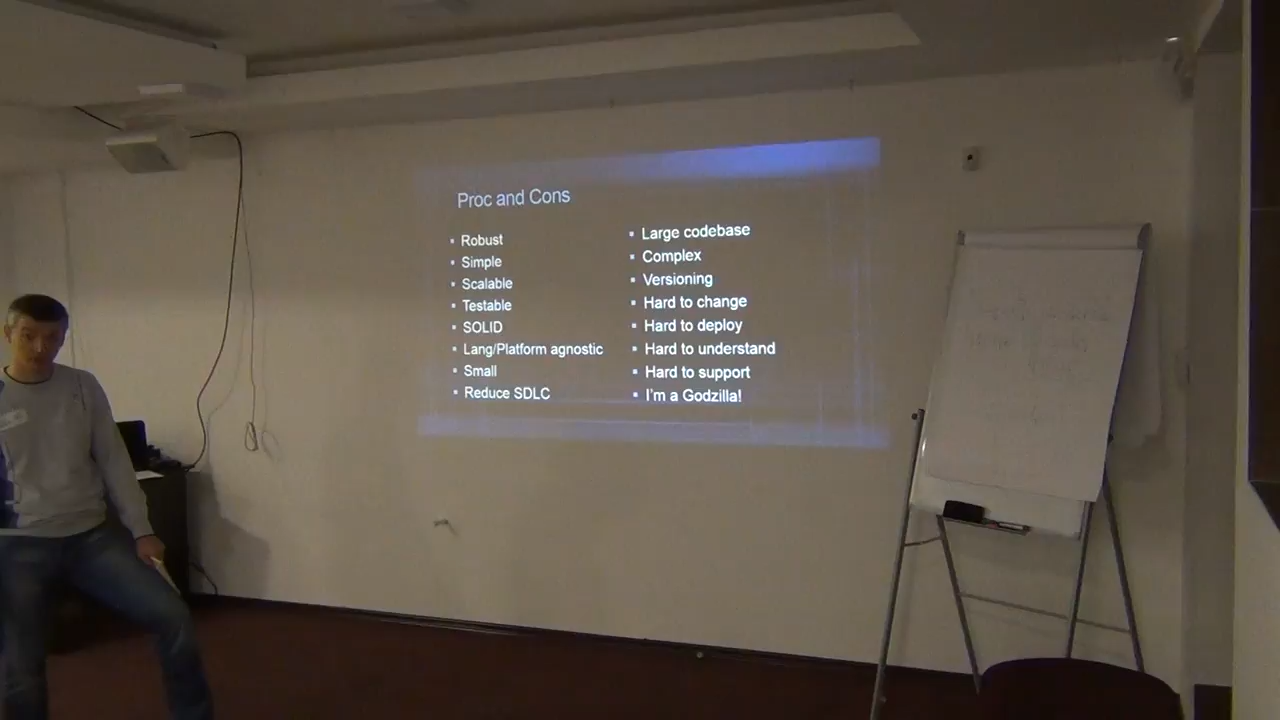 Proc and Cons
Robust
Simple
Scalable
Testable
SOLID
Lang/Platform agnostic
Small
Reduce SDLC
Large codebase
Complex
Versioning
Hard to change
Hard to deploy
Hard to understand
Hard to support
I'm a Godzilla!